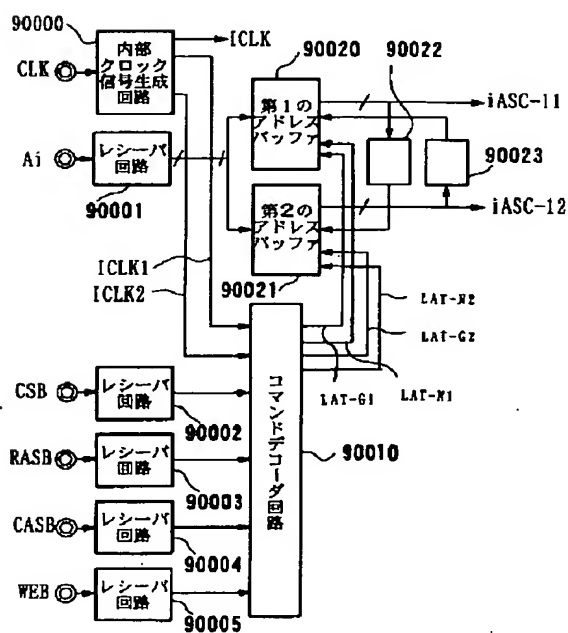 90000
CLK
内部
クロック
信号生成
回路
ICLK
Ai
レシーバ
回路
90001
90020
第1の
アドレス
バッファ
90022
iASC-11
90023
第2の
アドレス
バッファ
90021
iASC-12
ICLK1
ICLK2
LAT-N2
LAT-G2
LAT-G1
LAT-N1
コマンドデコーダ回路
90010
CSB
レシーバ
回路
90002
RASB
レシーバ
回路
90003
CASB
レシーバ
回路
90004
WEB
レシーバ
回路
90005